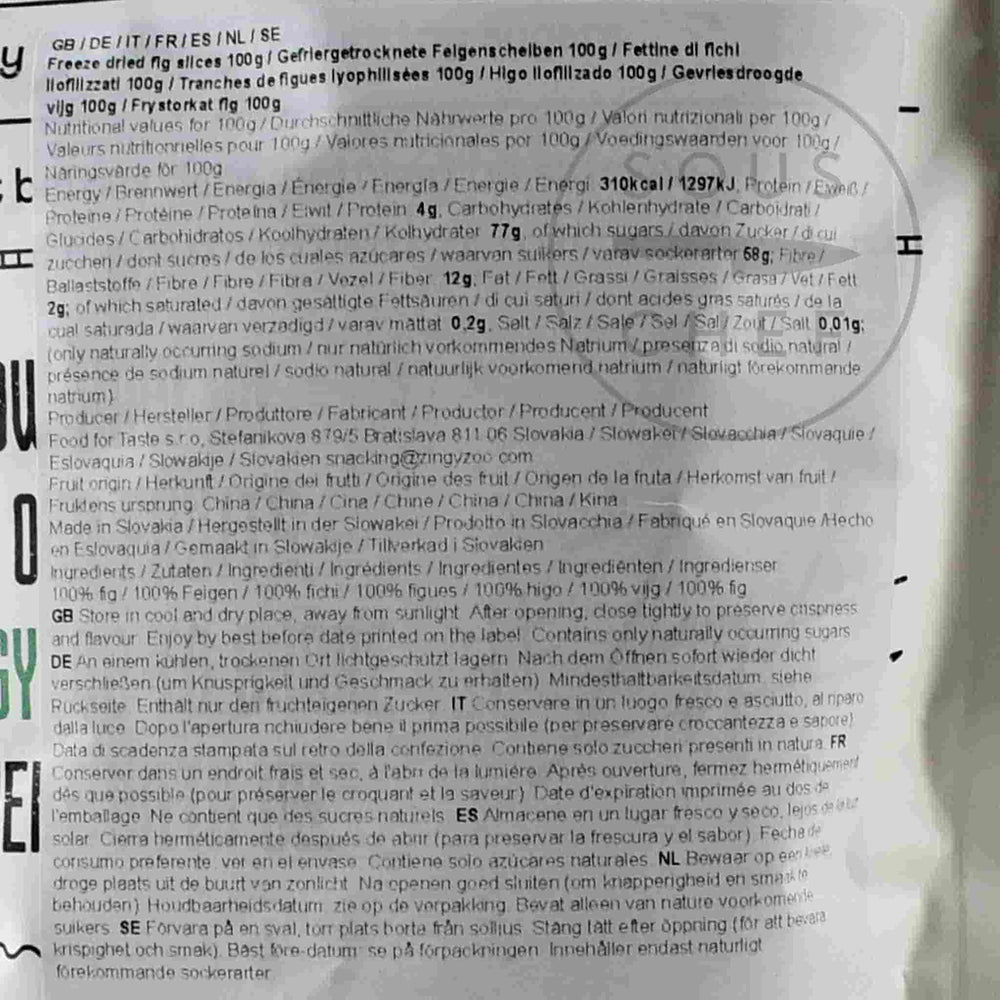 GB / DE / IT / FR / ES / NL / SE
Freeze dried fig slices 100g / Gefriergetrocknete Feigenscheiben 100g / Fettine di fichi
liofilizzati 100g / Tranches de figues lyophilisées 100g / Higo liofilizado 100g / Gevriesdroogde
vijg 100g / Frystorkat fig 100g
Nutritional values for 100g / Durchschnittliche Nährwerte pro 100g / Valori nutrizionali per 100g /
Valeurs nutritionnelles pour 100g / Valores nutricionales por 100g / Voedingswaarden voor 100g /
Näringsvärde för 100g
Energy / Brennwert / Energia / Énergie / Energía / Energie / Energi: 310kcal / 1297kJ, Protein / Eiweiß /
Proteine / Protéine / Proteína / Eiwit / Protein: 4g, Carbohydrates / Kohlenhydrate / Carboidrati /
Glucides / Carbohidratos / Koolhydraten / Kolhydrater: 77g, of which sugars / davon Zucker / di cui
zuccheri / dont sucres / de los cuales azúcares / waarvan suikers / varav sockerarter 68g; Fibre /
Ballaststoffe / Fibre / Fibre / Fibra / Vezel / Fiber: 12g; Fat / Fett / Grassi / Graisses / Grasa / Vet / Fett
2g; of which saturated / davon gesättigte Fettsäuren / di cui saturi / dont acides gras saturés / de la
cual saturada / waarvan verzadigd / varav mättat: 0,2g, Salt / Salz / Sale / Sel / Sal / Zout / Salt: 0,01g;
(only naturally occurring sodium / nur natürlich vorkommendes Natrium / presenza di sodio natural /
présence de sodium naturel / sodio natural / natuurlijk voorkomend natrium / naturligt förekommande
natrium)
Producer / Hersteller / Produttore / Fabricant / Productor / Producent / Producent
Food for Taste s.r.o, Stefanikova 879/5 Bratislava 811 06 Slovakia / Slowakei / Slovacchia / Slovaquie /
Eslovaquia / Slowakije / Slovakien snacking@zingyzoo.com
Fruit origin / Herkunft / Origine dei frutti / Origine des fruit / Origen de la fruta / Herkomst van fruit /
Fruktens ursprung: China / China / Cina / Chine / China / China / Kina
Made in Slovakia / Hergestellt in der Slowakei / Prodotto in Slovacchia / Fabriqué en Slovaquie /Hecho
en Eslovaquia / Gemaakt in Slowakije / Tillverkad i Slovakien
Ingredients / Zutaten / Ingredienti / Ingrédients / Ingredientes / Ingrediënten / Ingredienser
100% fig / 100% Feigen / 100% fichi / 100% figues / 100% higo / 100% vijg / 100% fig
GB Store in cool and dry place, away from sunlight. After opening, close tightly to preserve crispness
and flavour. Enjoy by best before date printed on the label. Contains only naturally occurring sugars
DE An einem kühlen, trockenen Ort lichtgeschützt lagern. Nach dem Öffnen sofort wieder dicht
verschließen (um Knusprigkeit und Geschmack zu erhalten). Mindesthaltbarkeitsdatum: siehe
Rückseite. Enthält nur den fruchteigenen Zucker. IT Conservare in un luogo fresco e asciutto, al riparo
dalla luce. Dopo l'apertura richiudere bene il prima possibile (per preservare croccantezza e sapore).
Data di scadenza stampata sul retro della confezione. Contiene solo zuccheri presenti in natura. FR
Conserver dans un endroit frais et sec, à l'abri de la lumière. Après ouverture, fermez hermétiquement
dès que possible (pour préserver le croquant et la saveur). Date d'expiration imprimée au dos de
l'emballage. Ne contient que des sucres naturels. ES Almacene en un lugar fresco y seco, lejos de la luz
solar. Cierra herméticamente después de abrir (para preservar la frescura y el sabor). Fecha de
consumo preferente: ver en el envase. Contiene solo azúcares naturales. NL Bewaar op een
droge plaats uit de buurt van zonlicht. Na openen goed sluiten (om knapperigheid en smaak te
behouden). Houdbaarheidsdatum: zie op de verpakking. Bevat alleen van nature voorkomende
suikers. SE Förvara på en sval, torr plats borta från solljus. Stäng tätt efter öppning (för att bevara
krispighet och smak). Bäst före-datum: se på förpackningen. Innehåller endast naturligt
förekommande sockerarter